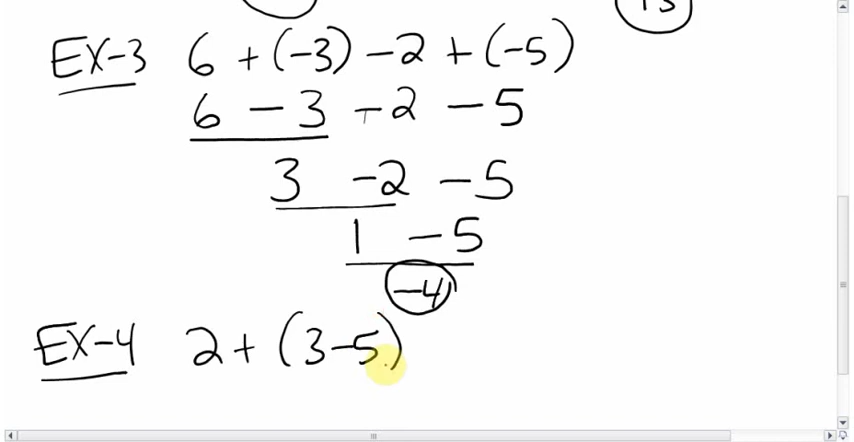 13
EX-3 6 + (-3) -2 + (-5)
6 - 3 -2 - 5
3 -2 - 5
1 - 5
-4
EX-4 2 + (3-5)